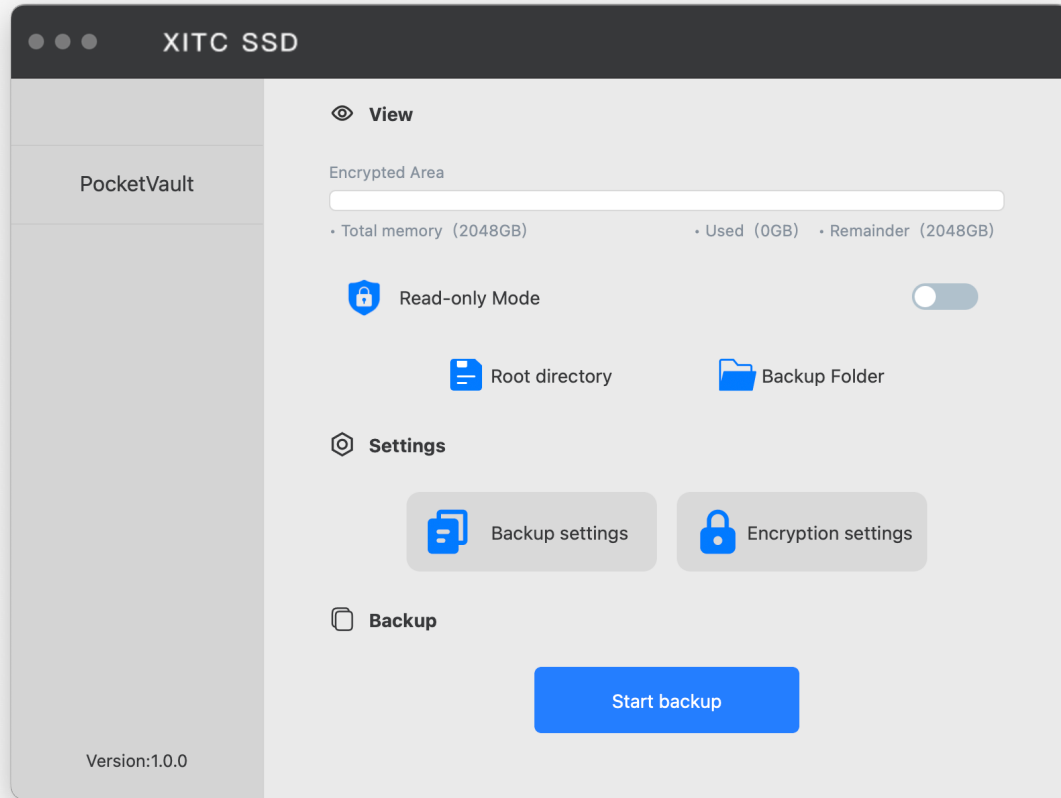 XITC SSD
View
PocketVault
Encrypted Area
• Total memory (2048GB) • Used (0GB) • Remainder (2048GB)
Read-only Mode
Root directory Backup Folder
Settings
Backup settings Encryption settings
Backup
Start backup
Version:1.0.0